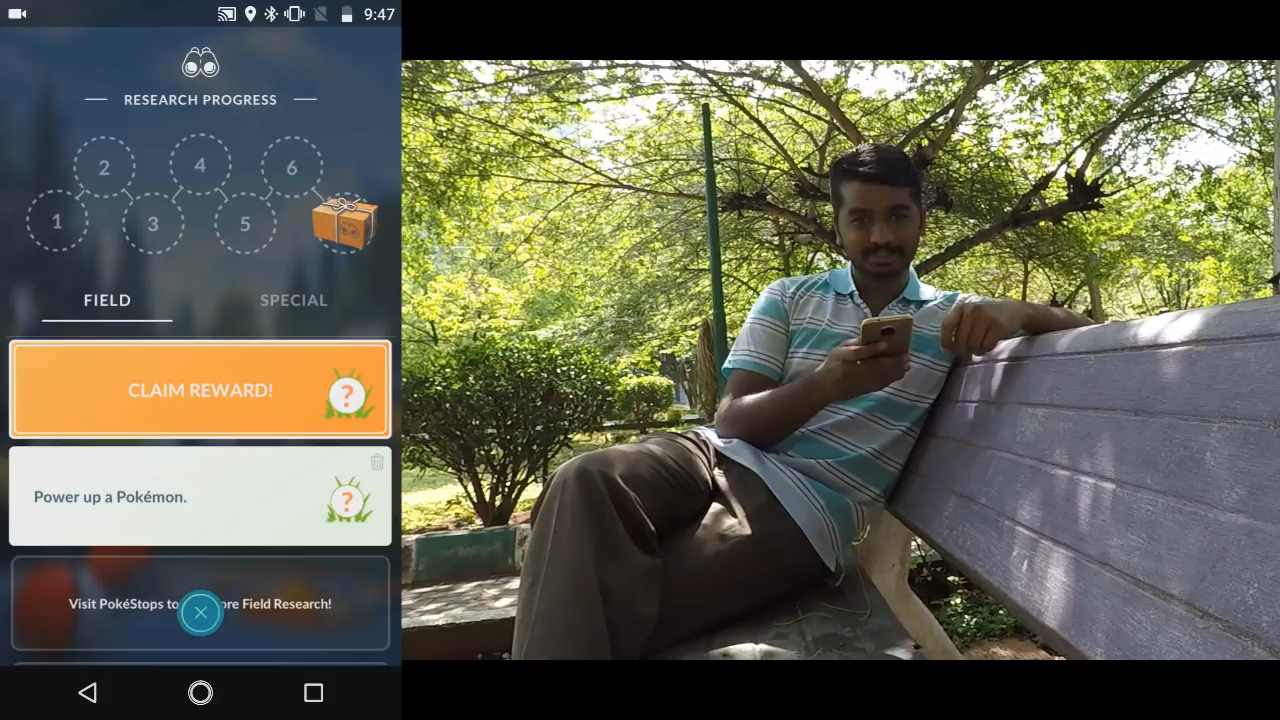 9:47
RESEARCH PROGRESS
2 4 6
1 3 5
FIELD SPECIAL
CLAIM REWARD!
?
Power up a Pokémon.
?
Visit PokéStops to ore Field Research!